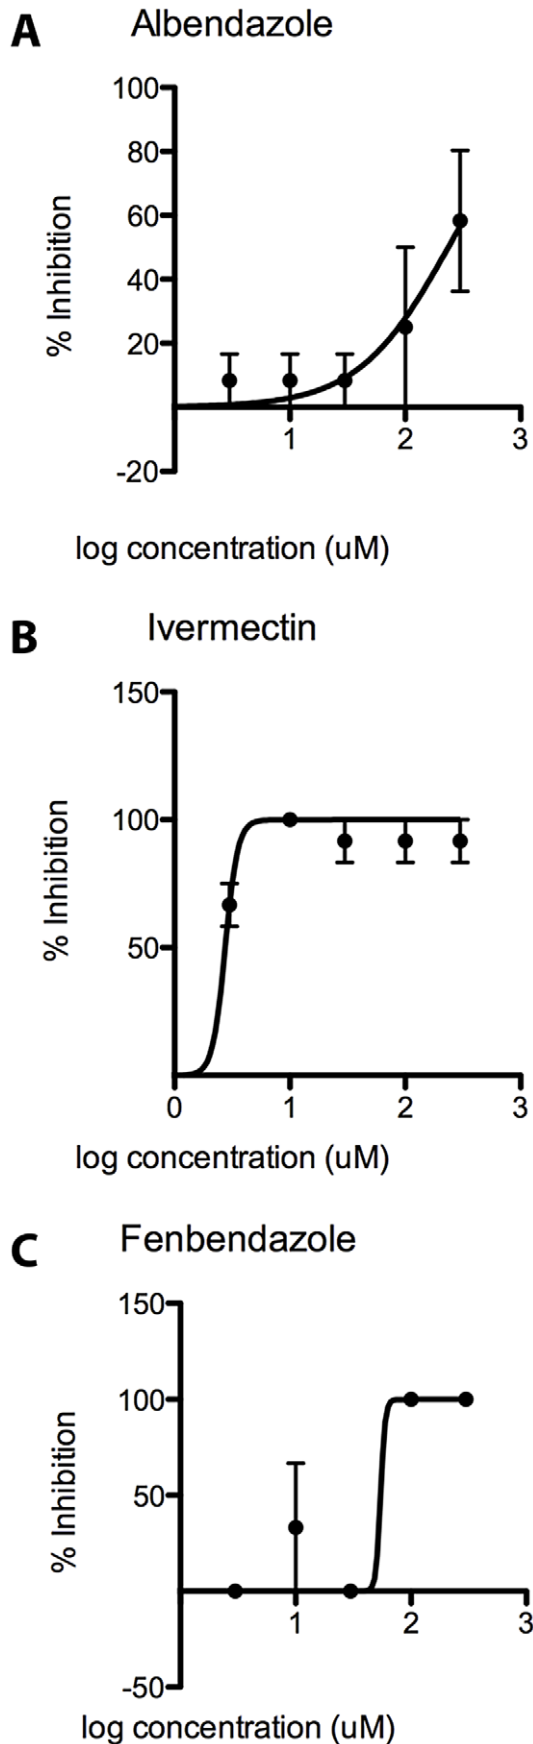 A Albendazole
100
80
60
40
20
-20
% Inhibition
1 2 3
log concentration (uM)
B Ivermectin
150
100
50
% Inhibition
0 1 2 3
log concentration (uM)
C Fenbendazole
150
100
50
-50
% Inhibition
1 2 3
log concentration (uM)